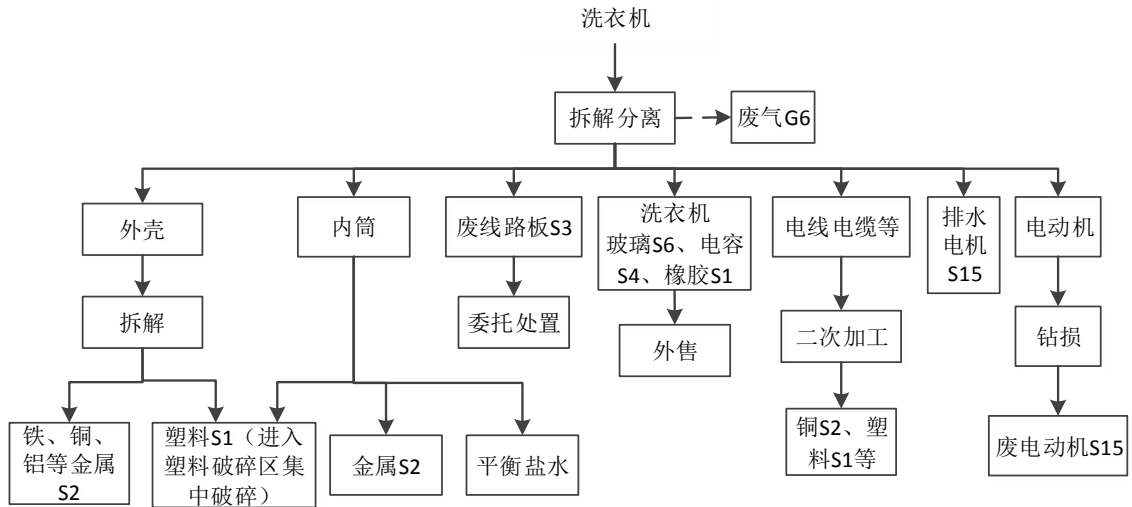 洗衣机
拆解分离
废气G6
外壳
内筒
废线路板S3
洗衣机
玻璃S6、电容
S4、橡胶S1
电线电缆等
排水
电机
S15
电动机
拆解
委托处置
外售
二次加工
钻损
铁、铜、
铝等金属
S2
塑料S1（进入
塑料破碎区集
中破碎）
金属S2
平衡盐水
铜S2、塑
料S1等
废电动机S15